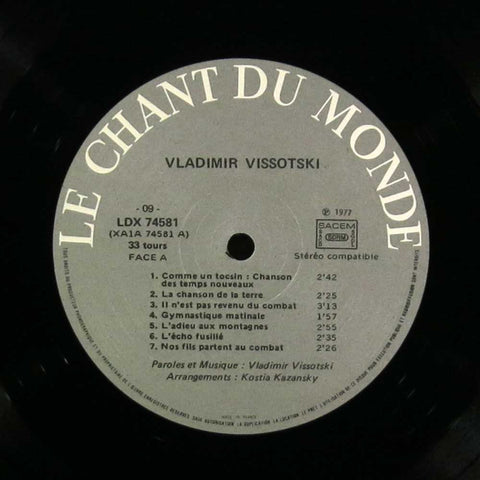 LE CHANT DU MONDE
VLADIMIR VISSOTSKI
- 09 -
LDX 74581
(XA1A 74581 A)
33 tours
FACE A
℗ 1977
SACEM
SDRM
Stéréo compatible
1. Comme un tocsin : Chanson des temps nouveaux 2'42
2. La chanson de la terre 2'25
3. Il n'est pas revenu du combat 3'13
4. Gymnastique matinale 1'57
5. L'adieu aux montagnes 2'55
6. L'écho fusillé 2'35
7. Nos fils partent au combat 2'26
Paroles et Musique : Vladimir Vissotski
Arrangements : Kostia Kazansky
MADE IN FRANCE